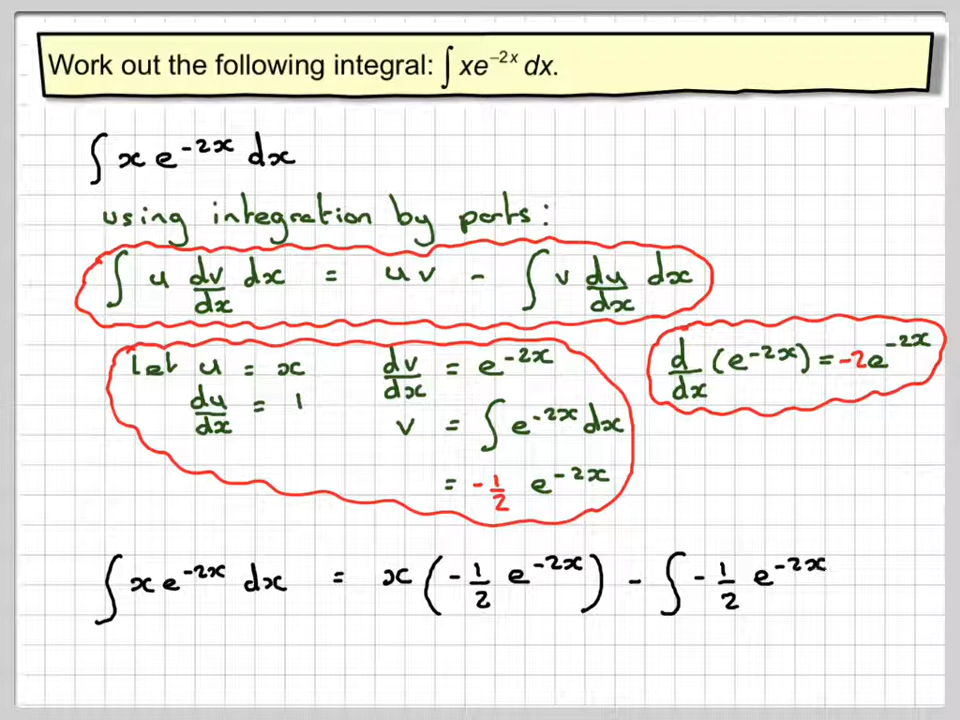 Work out the following integral: ∫ xe⁻²ˣ dx.
∫ x e⁻²ˣ dx
using integration by parts:
∫ u dv/dx dx = uv - ∫ v du/dx dx
let u = x dv/dx = e⁻²ˣ
du/dx = 1
v = ∫ e⁻²ˣ dx
= -1/2 e⁻²ˣ
d/dx (e⁻²ˣ) = -2e⁻²ˣ
∫ x e⁻²ˣ dx = x(-1/2 e⁻²ˣ) - ∫ -1/2 e⁻²ˣ